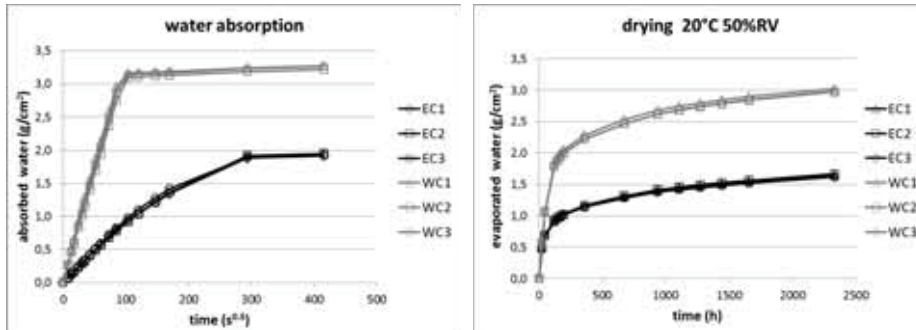 water absorption
3,5
3,0
2,5
2,0
1,5
1,0
0,5
0,0
absorbed water (g/cm²)
0 100 200 300 400 500
time (s⁰·⁵)
EC1
EC2
EC3
WC1
WC2
WC3
drying 20°C 50%RV
3,5
3,0
2,5
2,0
1,5
1,0
0,5
0,0
evaporated water (g/cm²)
0 500 1000 1500 2000 2500
time (h)
EC1
EC2
EC3
WC1
WC2
WC3